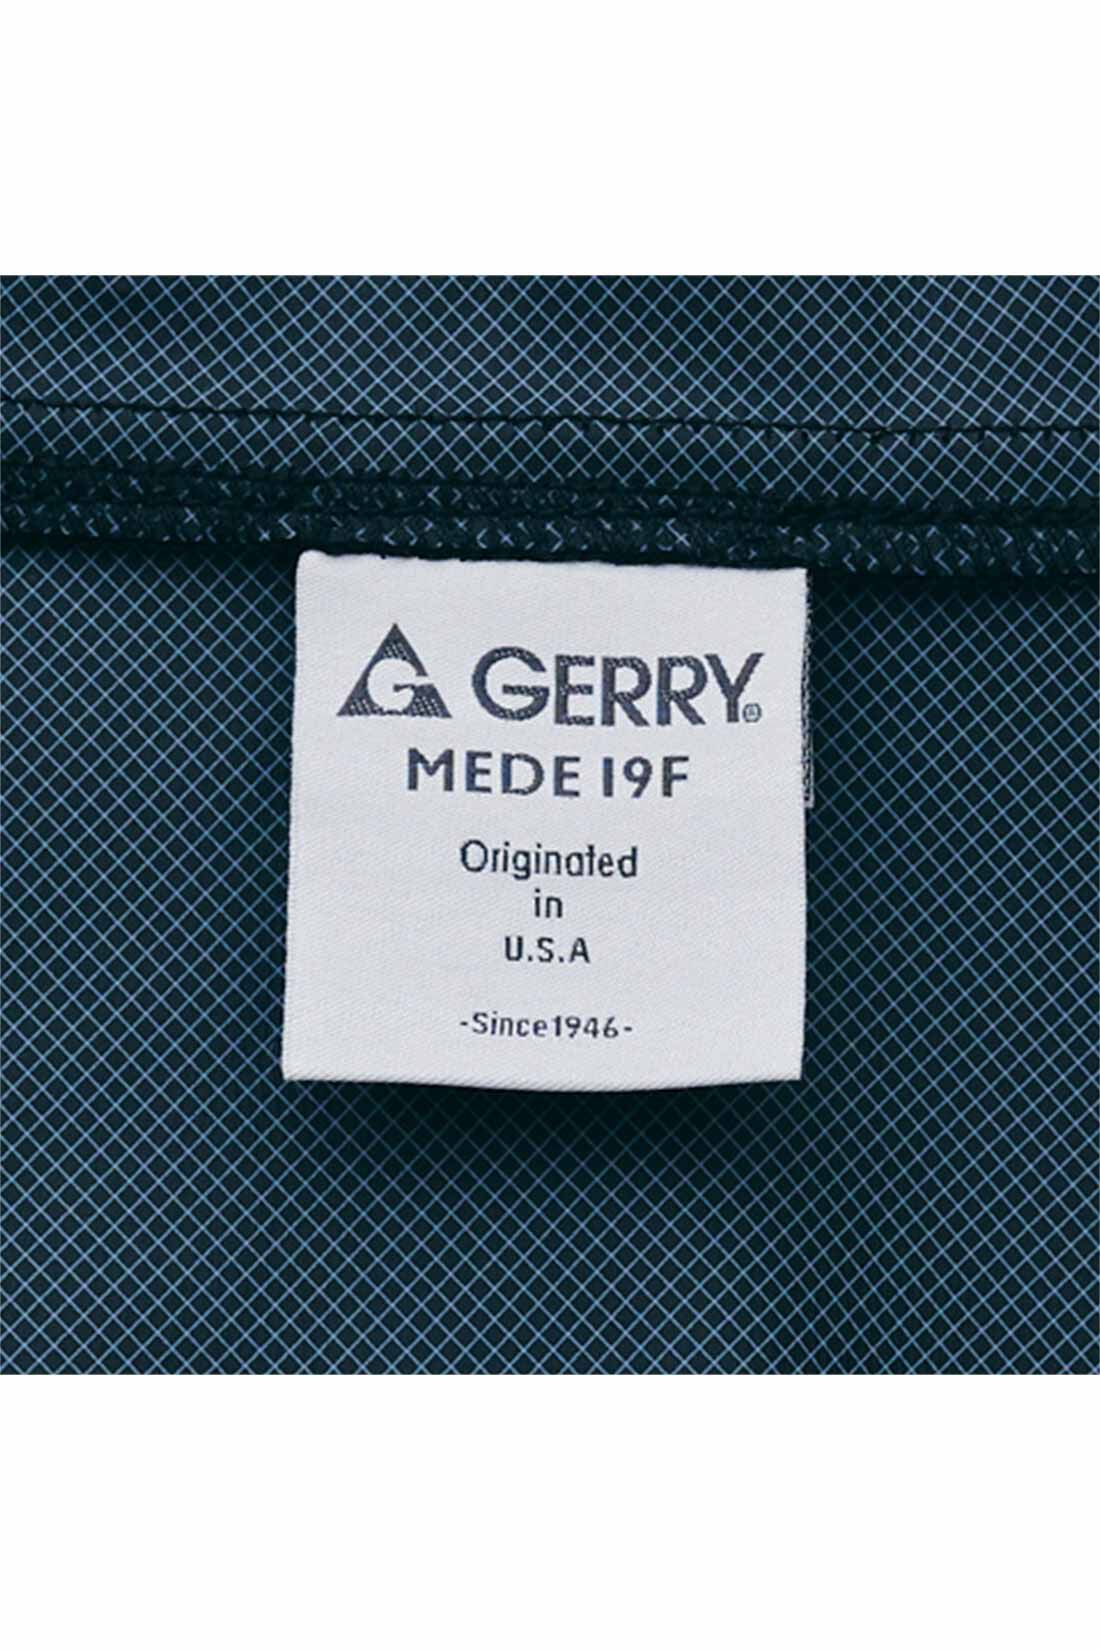 G GERRY®
MEDE 19F
Originated
in
U.S.A
-Since1946-